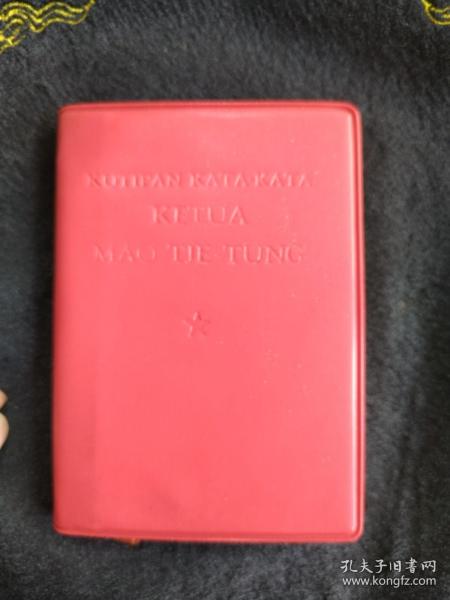 KUTIPAN KATA-KATA
KETUA
MAO TJE-TUNG
孔夫子旧书网
www.kongfz.com